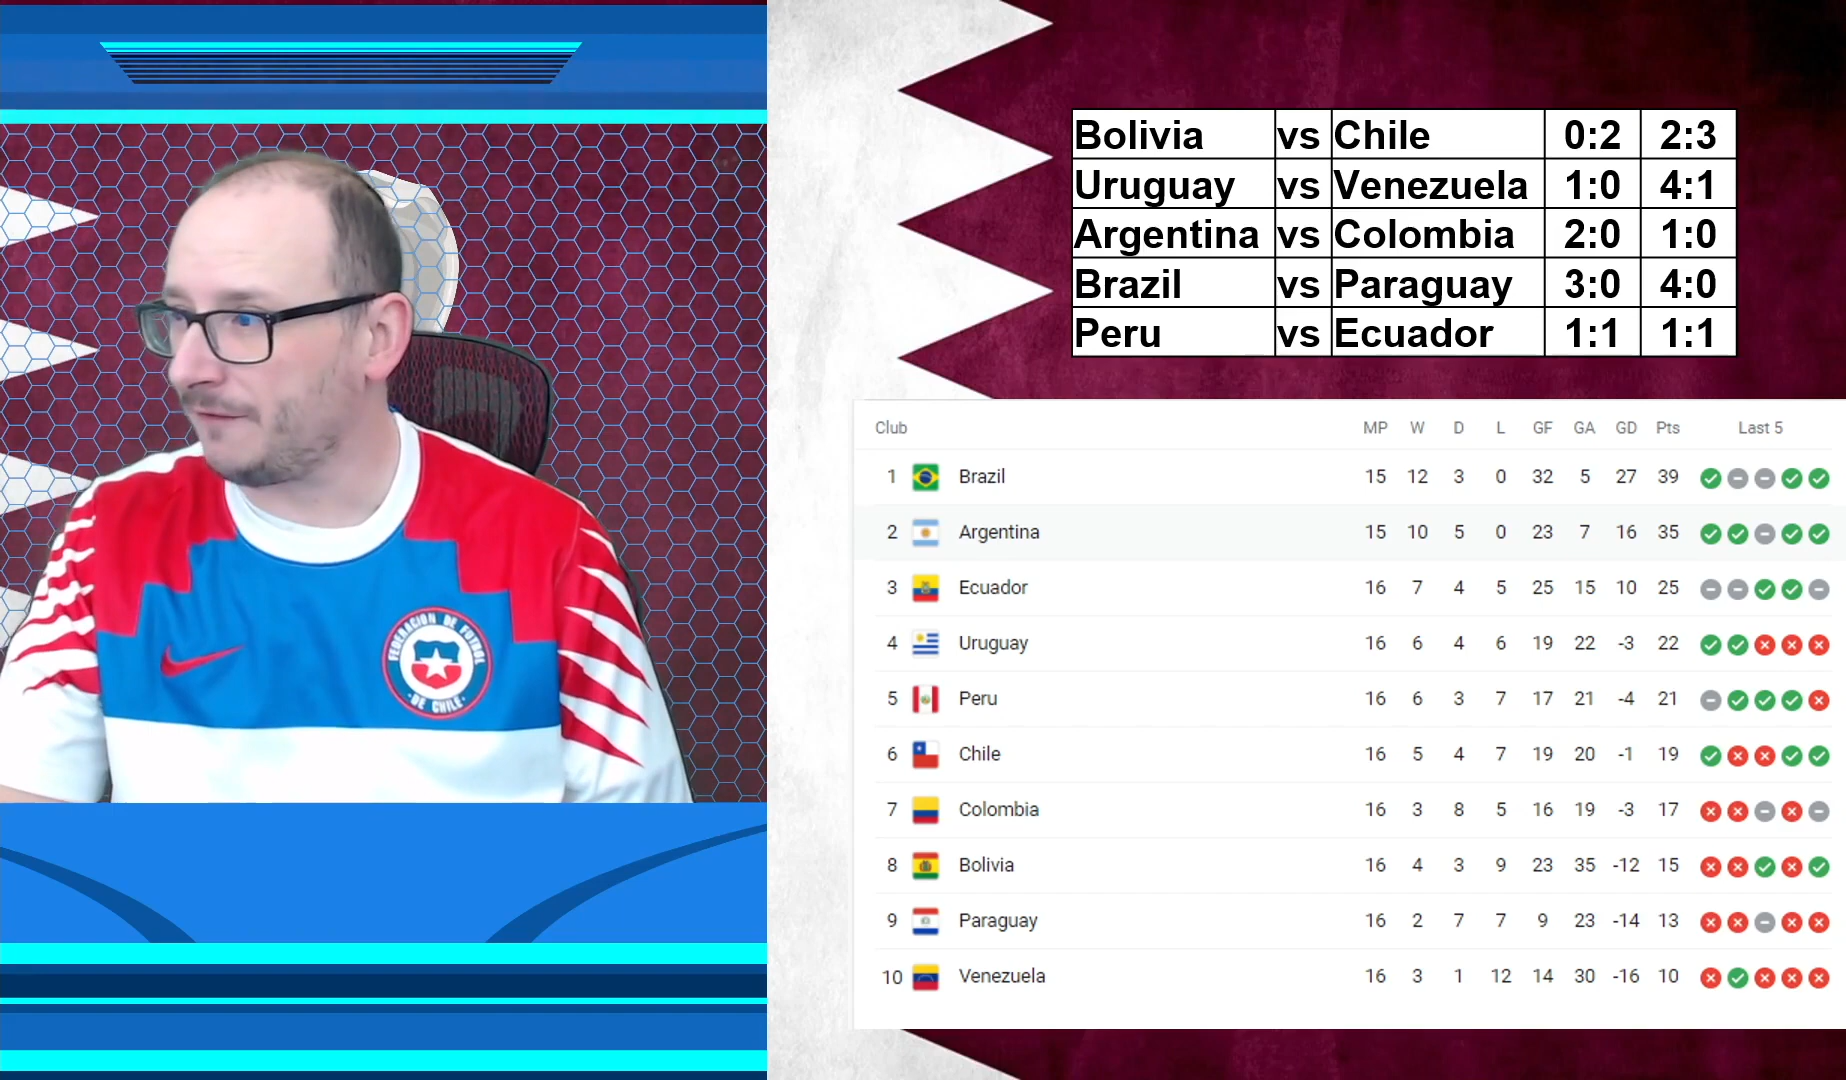 Bolivia vs Chile 0:2 2:3
Uruguay vs Venezuela 1:0 4:1
Argentina vs Colombia 2:0 1:0
Brazil vs Paraguay 3:0 4:0
Peru vs Ecuador 1:1 1:1
Club MP W D L GF GA GD Pts Last 5
1 Brazil 15 12 3 0 32 5 27 39
2 Argentina 15 10 5 0 23 7 16 35
3 Ecuador 16 7 4 5 25 15 10 25
4 Uruguay 16 6 4 6 19 22 -3 22
5 Peru 16 6 3 7 17 21 -4 21
6 Chile 16 5 4 7 19 20 -1 19
7 Colombia 16 3 8 5 16 19 -3 17
8 Bolivia 16 4 3 9 23 35 -12 15
9 Paraguay 16 2 7 7 9 23 -14 13
10 Venezuela 16 3 1 12 14 30 -16 10
FEDERACION DE FUTBOL
·DE CHILE·